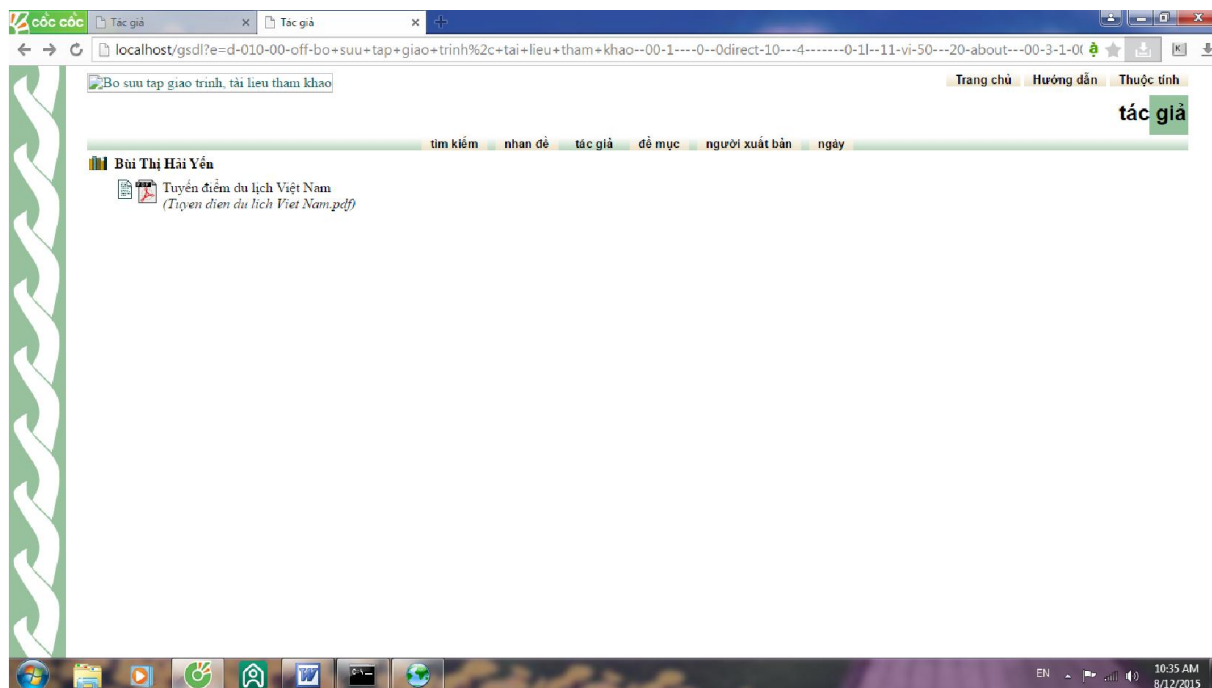 cốc cốc
Tác giả
Tác giả
localhost/gsdl?e=d-010-00-off-bo+suu+tap+giao+trinh%2c+tai+lieu+tham+khao--00-1----0--0direct-10---4-------0-1l--11-vi-50---20-about---00-3-1-0(
Bo suu tap giao trinh, tài lieu tham khao
Trang chủ Hướng dẫn Thuộc tính
tác giả
tìm kiếm nhan đề tác giả đề mục người xuất bản ngày
Bùi Thị Hải Yến
Tuyến điểm du lịch Việt Nam
(Tuyen dien du lich Viet Nam.pdf)
EN
10:35 AM
8/12/2015